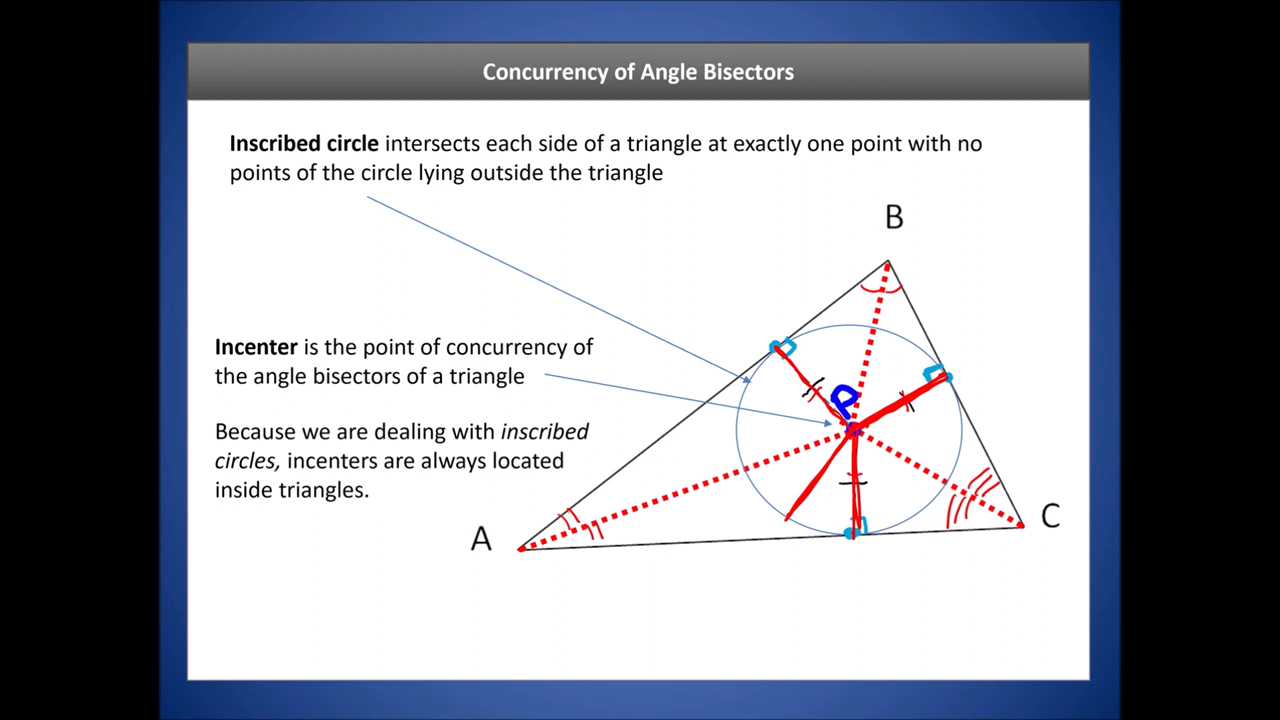 Concurrency of Angle Bisectors
Inscribed circle intersects each side of a triangle at exactly one point with no
points of the circle lying outside the triangle
B
Incenter is the point of concurrency of
the angle bisectors of a triangle
P
Because we are dealing with inscribed
circles, incenters are always located
inside triangles.
A
C